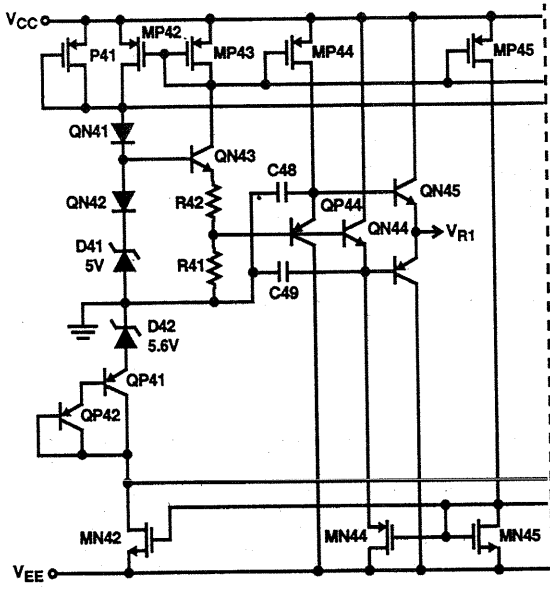 VCC
MP42
P41
MP43
MP44
MP45
QN41
QN43
C48
QN45
QN42
R42
QP44
QN44
VR1
D41
5V
R41
C49
D42
5.6V
QP41
QP42
MN42
MN44
MN45
VEE